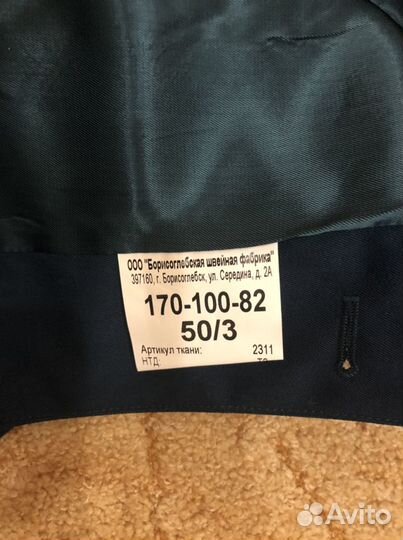 ООО "Борисоглебская швейная фабрика"
397160, г. Борисоглебск, ул. Середина, д. 2А
170-100-82
50/3
Артикул ткани: 2311
НТД:
Avito